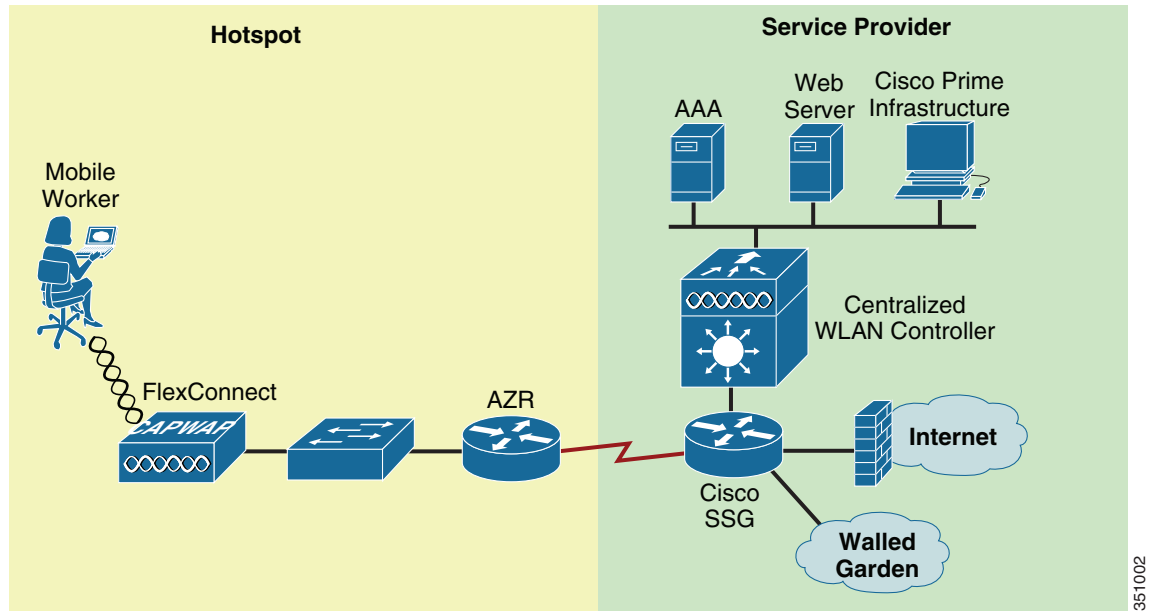 Hotspot
Service Provider
AAA
Web
Server
Cisco Prime
Infrastructure
Mobile
Worker
Centralized
WLAN Controller
FlexConnect
CAPWAP
AZR
Cisco
SSG
Internet
Walled
Garden
351002